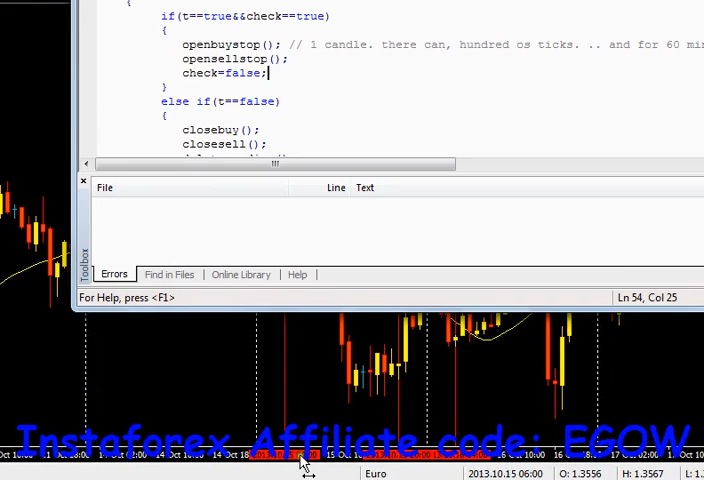 {
if(t==true&&check==true)
{
openbuystop(); // 1 candle. there can, hundred os ticks. .. and for 60 min
opensellstop();
check=false;
}
else if(t==false)
{
closebuy();
closesell();
File Line Text
Toolbox
Errors Find in Files Online Library Help
For Help, press <F1> Ln 54, Col 25
Instaforex Affiliate code: EGOW
Euro 2013.10.15 06:00 O: 1.3556 H: 1.3567